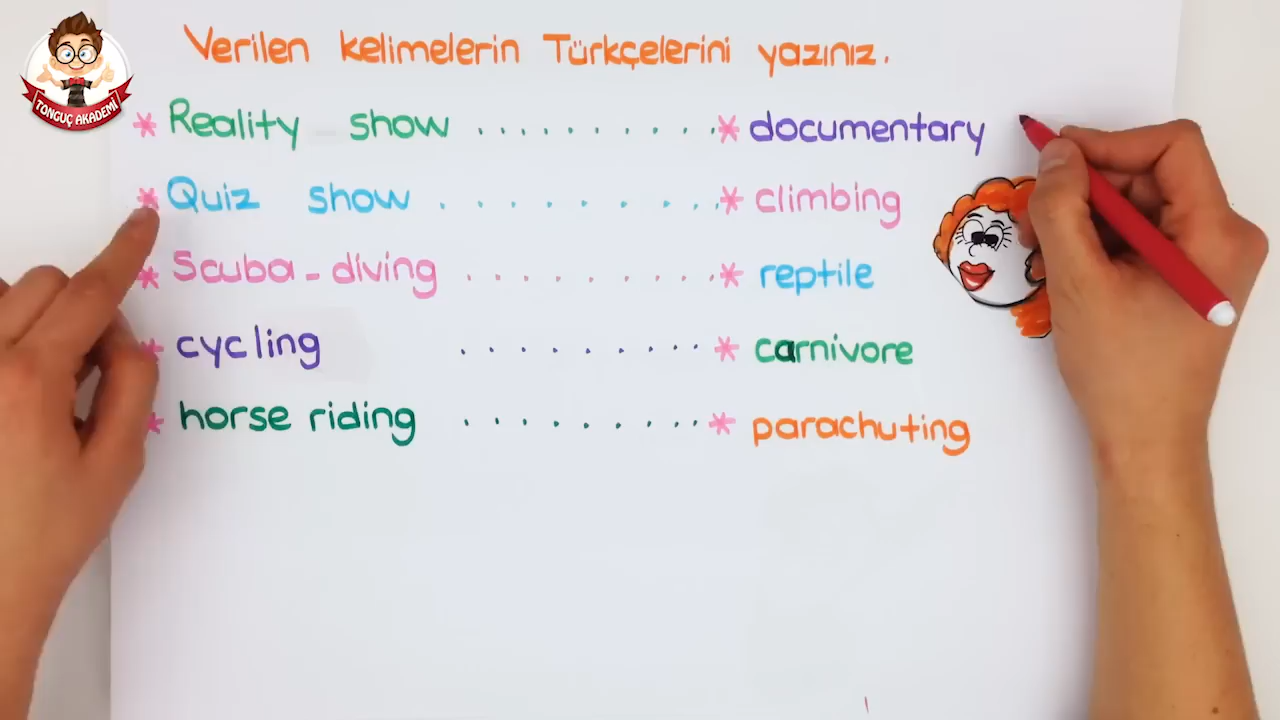 TONGUÇ AKADEMİ
Verilen kelimelerin Türkçelerini yazınız.
* Reality show ......... * documentary
* Quiz show ........ * climbing
* Scuba-diving ........ * reptile
* cycling ......... * carnivore
* horse riding ........ * parachuting